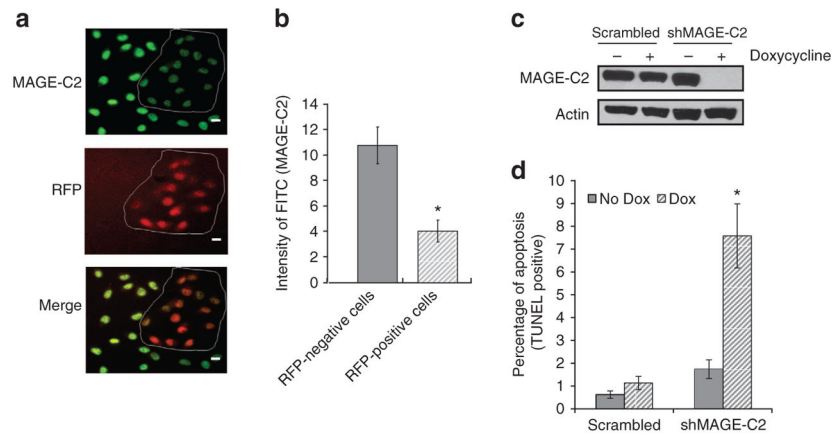 a
MAGE-C2
RFP
Merge
b
Intensity of FITC (MAGE-C2)
14
12
10
8
6
4
2
0
*
RFP-negative cells
RFP-positive cells
c
Scrambled shMAGE-C2
– + – + Doxycycline
MAGE-C2
Actin
d
Percentage of apoptosis
(TUNEL positive)
10
9
8
7
6
5
4
3
2
1
0
No Dox Dox
*
Scrambled shMAGE-C2